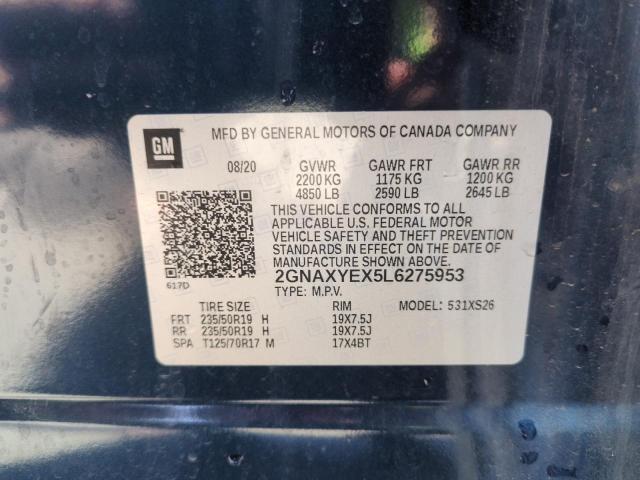 GM
MFD BY GENERAL MOTORS OF CANADA COMPANY
08/20 GVWR GAWR FRT GAWR RR
2200 KG 1175 KG 1200 KG
4850 LB 2590 LB 2645 LB
THIS VEHICLE CONFORMS TO ALL
APPLICABLE U.S. FEDERAL MOTOR
VEHICLE SAFETY AND THEFT PREVENTION
STANDARDS IN EFFECT ON THE DATE OF
MANUFACTURE SHOWN ABOVE.
617D 2GNAXYEX5L6275953
TYPE: M.P.V.
TIRE SIZE RIM MODEL: 531XS26
FRT 235/50R19 H 19X7.5J
RR 235/50R19 H 19X7.5J
SPA T125/70R17 M 17X4BT